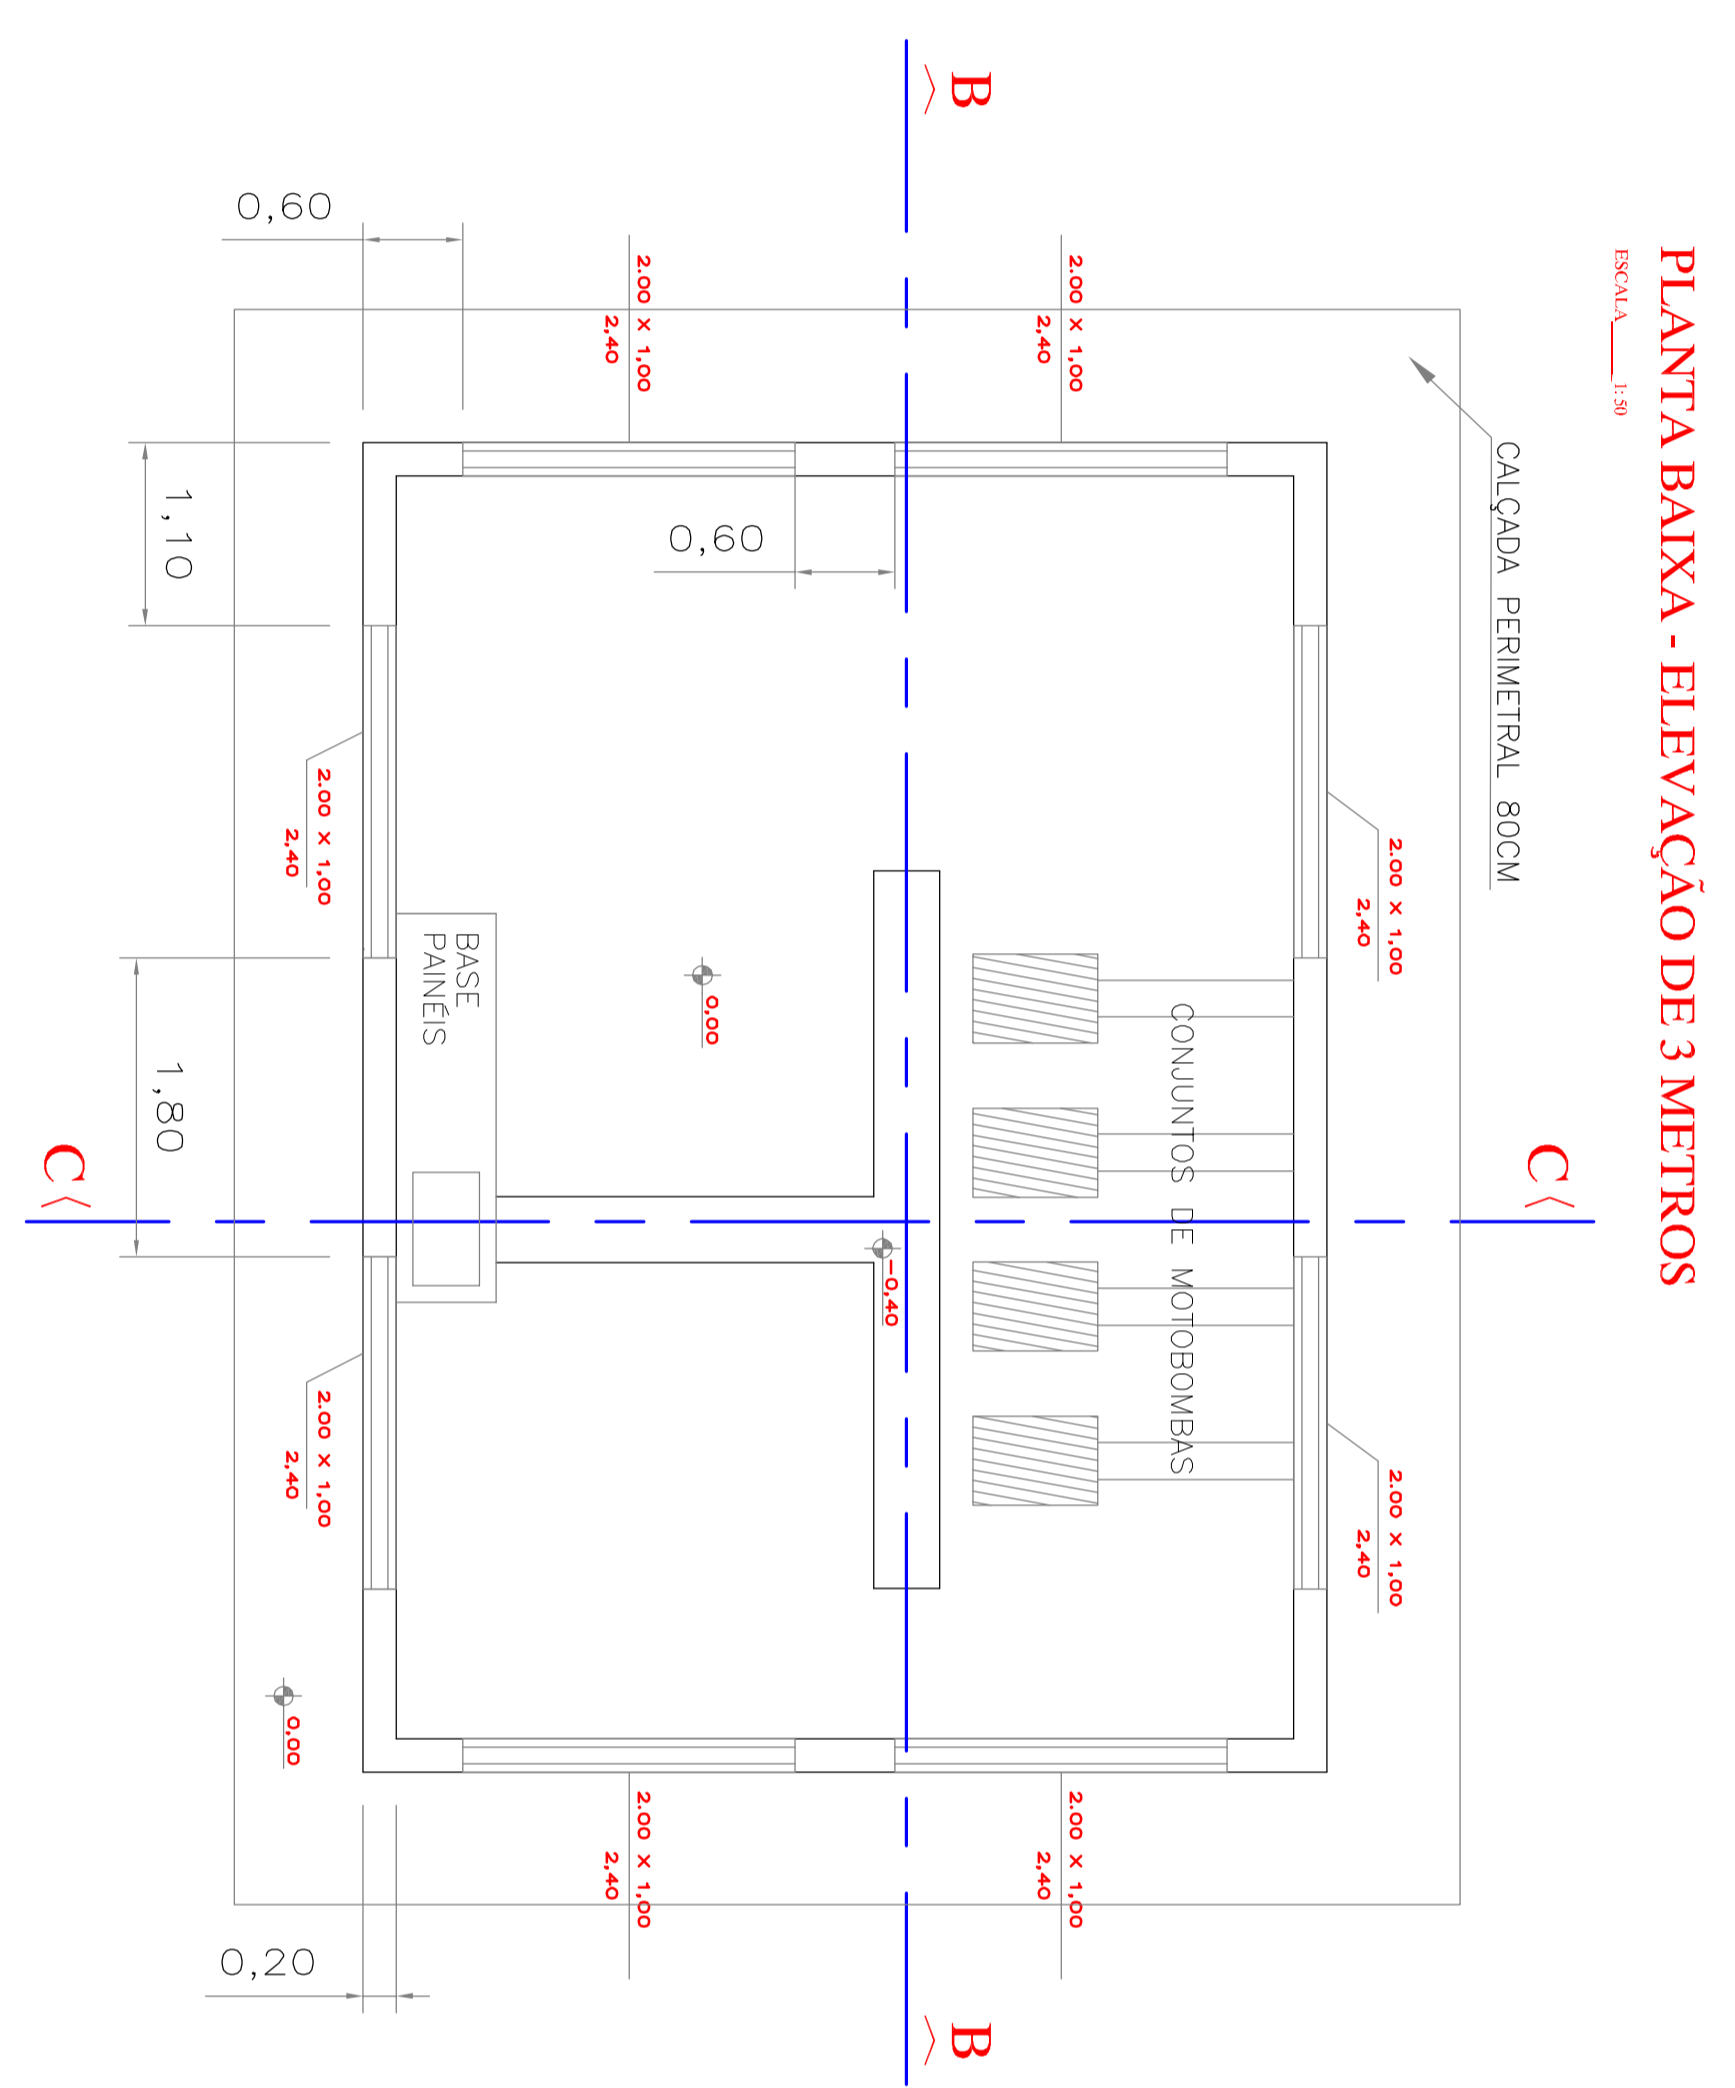 PLANTA BAIXA - ELEVAÇÃO DE 3 METROS
ESCALA 1: 50
CALÇADA PERIMETRAL 80CM
C
C
2.00 x 1,00
2,40
2.00 x 1,00
2,40
B
B
2.00 x 1,00
2,40
2.00 x 1,00
2,40
CONJUNTOS DE MOTOBOMBAS
-0,40
0,60
0,00
2.00 x 1,00
2,40
2.00 x 1,00
2,40
BASE
PAINÉIS
0,60
0,20
2.00 x 1,00
2,40
2.00 x 1,00
2,40
0,00
1,10
1,80